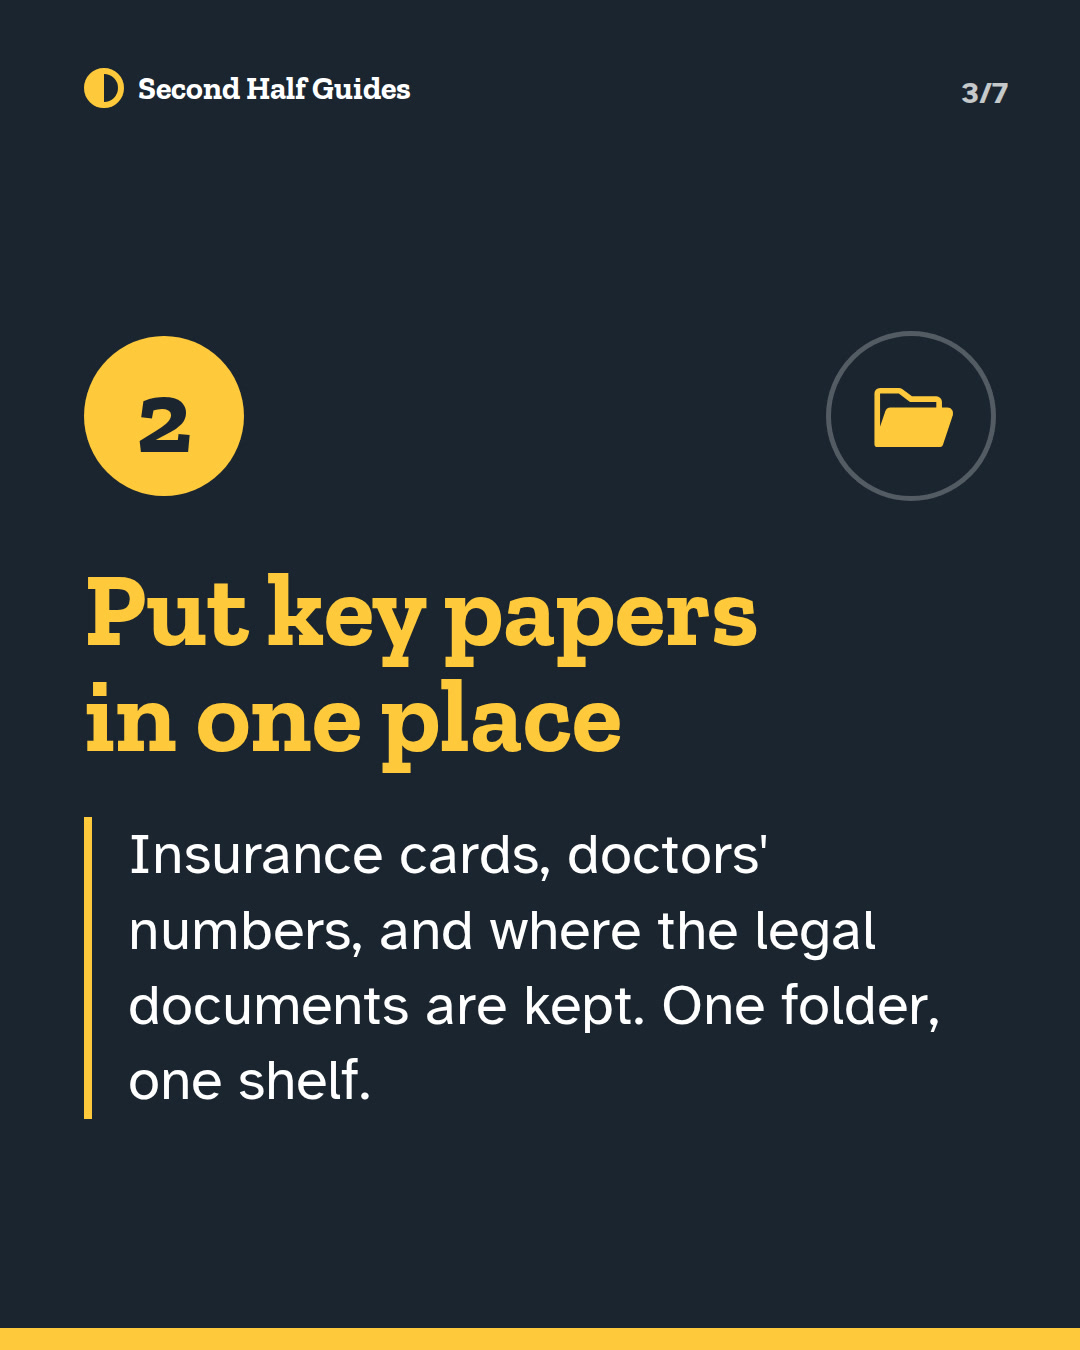 Second Half Guides
3/7
2
Put key papers
in one place
Insurance cards, doctors'
numbers, and where the legal
documents are kept. One folder,
one shelf.